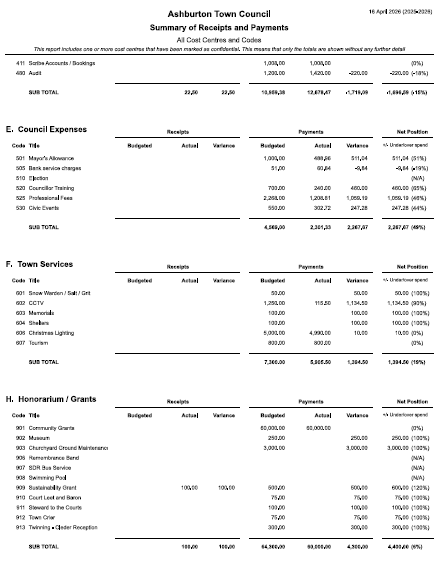 16 April 2026 (2025-2026)
Ashburton Town Council
Summary of Receipts and Payments
All Cost Centres and Codes
This report includes one or more cost centres that have been marked as confidential. This means that only the totals are shown without any further detail
411 Scribe Accounts / Bookings 1,008.00 1,008.00 (0%)
480 Audit 1,200.00 1,420.00 -220.00 -220.00 (-18%)
SUB TOTAL 22.50 22.50 10,959.38 12,678.47 -1,719.09 -1,696.59 (-15%)
E. Council Expenses Receipts Payments Net Position
Code Title Budgeted Actual Variance Budgeted Actual Variance +/- Under/over spend
501 Mayor's Allowance 1,000.00 488.96 511.04 511.04 (51%)
505 Bank service charges 51.00 60.84 -9.84 -9.84 (-19%)
510 Election (N/A)
520 Councillor Training 700.00 240.00 460.00 460.00 (65%)
525 Professional Fees 2,268.00 1,208.81 1,059.19 1,059.19 (46%)
530 Civic Events 550.00 302.72 247.28 247.28 (44%)
SUB TOTAL 4,569.00 2,301.33 2,267.67 2,267.67 (49%)
F. Town Services Receipts Payments Net Position
Code Title Budgeted Actual Variance Budgeted Actual Variance +/- Under/over spend
601 Snow Warden / Salt / Grit 50.00 50.00 50.00 (100%)
602 CCTV 1,250.00 115.50 1,134.50 1,134.50 (90%)
603 Memorials 100.00 100.00 100.00 (100%)
604 Shelters 100.00 100.00 100.00 (100%)
606 Christmas Lighting 5,000.00 4,990.00 10.00 10.00 (0%)
607 Tourism 800.00 800.00 (0%)
SUB TOTAL 7,300.00 5,905.50 1,394.50 1,394.50 (19%)
H. Honorarium / Grants Receipts Payments Net Position
Code Title Budgeted Actual Variance Budgeted Actual Variance +/- Under/over spend
901 Community Grants 60,000.00 60,000.00 (0%)
902 Museum 250.00 250.00 250.00 (100%)
903 Churchyard Ground Maintenance 3,000.00 3,000.00 3,000.00 (100%)
906 Remembrance Band (N/A)
907 SDR Bus Service (N/A)
908 Swimming Pool (N/A)
909 Sustainability Grant 100.00 100.00 500.00 500.00 600.00 (120%)
910 Court Leet and Baron 75.00 75.00 75.00 (100%)
911 Steward to the Courts 100.00 100.00 100.00 (100%)
912 Town Crier 75.00 75.00 75.00 (100%)
913 Twinning - Cleder Reception 300.00 300.00 300.00 (100%)
SUB TOTAL 100.00 100.00 64,300.00 60,000.00 4,300.00 4,400.00 (6%)